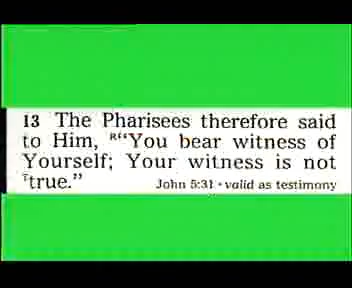 13 The Pharisees therefore said
to Him, R"You bear witness of
Yourself; Your witness is not
Ttrue."
John 5:31 • valid as testimony